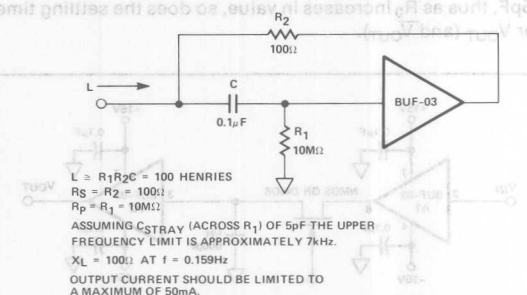 R2
100Ω
L
C
0.1μF
BUF-03
R1
10MΩ
L ≅ R1R2C = 100 HENRIES
RS = R2 = 100Ω
RP = R1 = 10MΩ
ASSUMING CSTRAY (ACROSS R1) OF 5pF THE UPPER
FREQUENCY LIMIT IS APPROXIMATELY 7kHz.
XL = 100Ω AT f = 0.159Hz
OUTPUT CURRENT SHOULD BE LIMITED TO
A MAXIMUM OF 50mA.